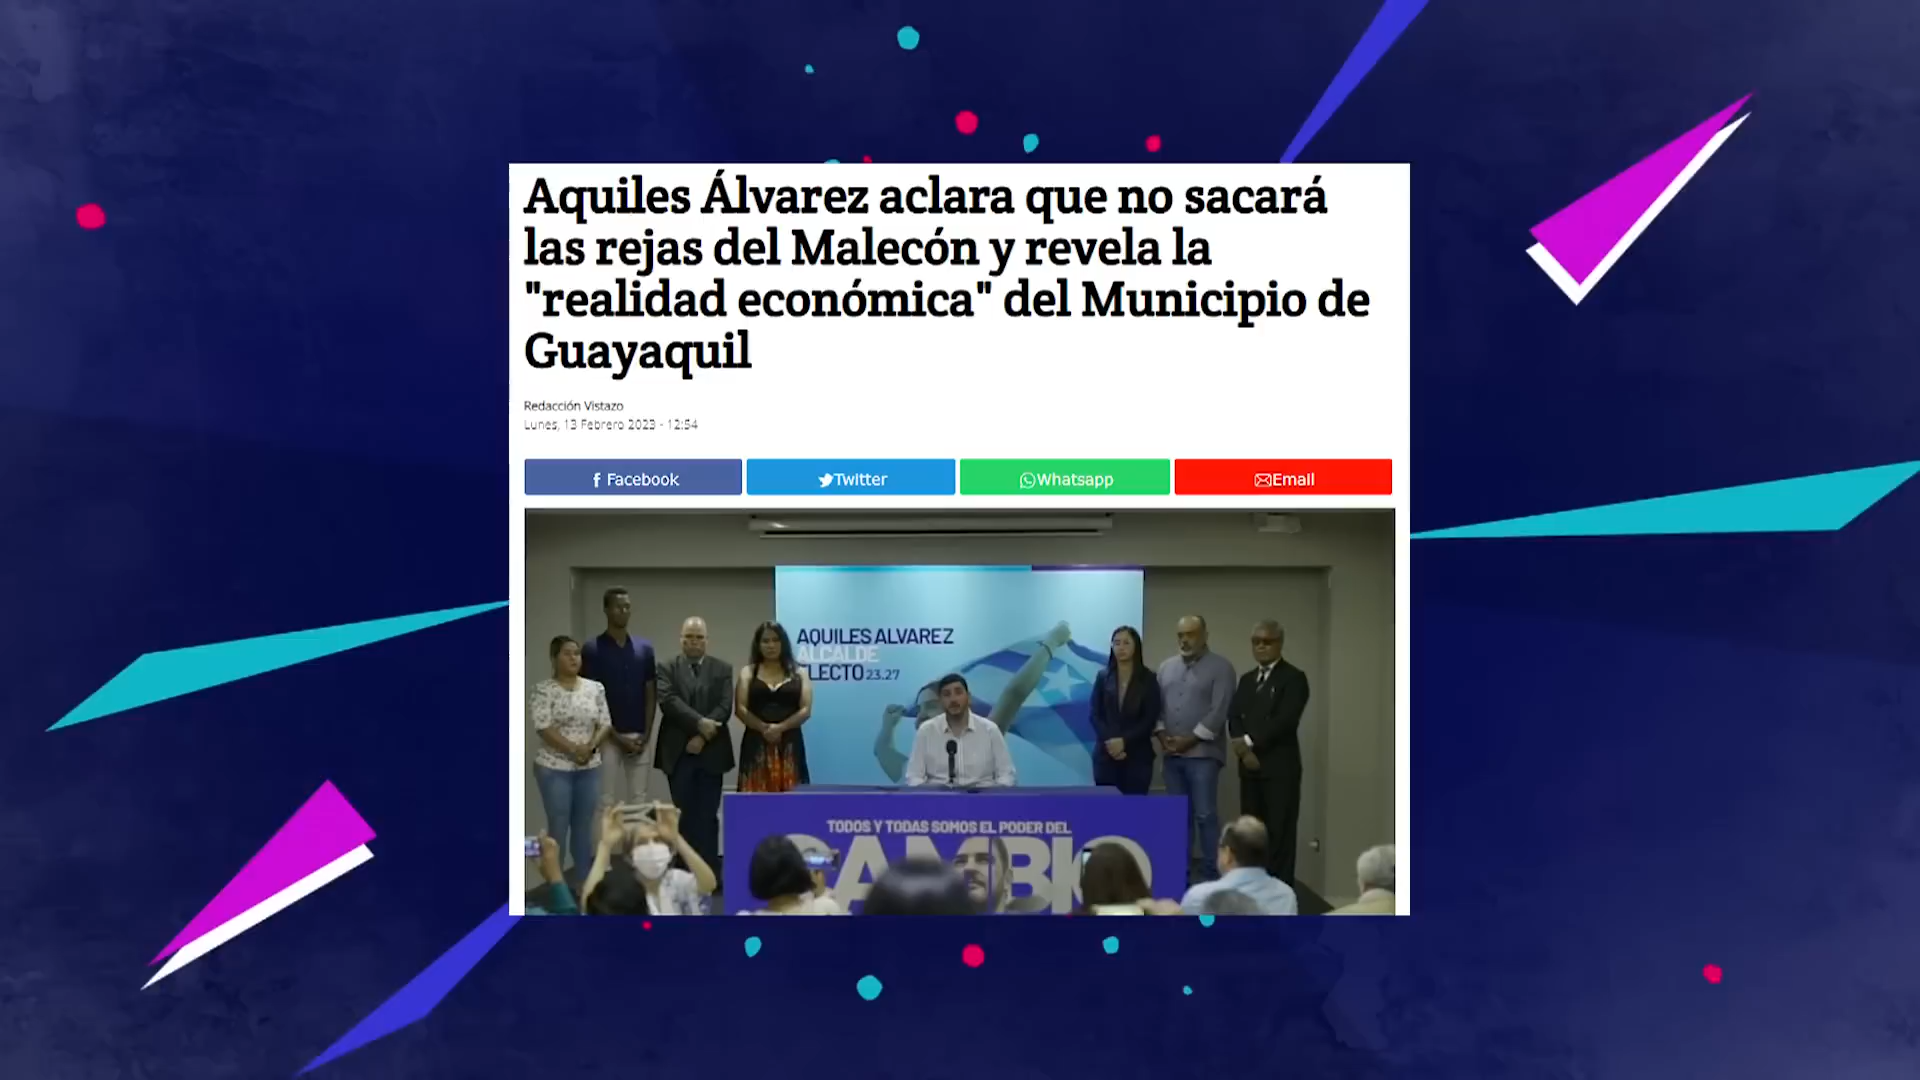 Aquiles Álvarez aclara que no sacará
las rejas del Malecón y revela la
"realidad económica" del Municipio de
Guayaquil
Redacción Vistazo
Lunes, 13 Febrero 2023 - 12:54
Facebook
Twitter
Whatsapp
Email
AQUILES ALVAREZ
ALCALDE
ELECTO 23.27
TODOS Y TODAS SOMOS EL PODER DEL
CAMBIO